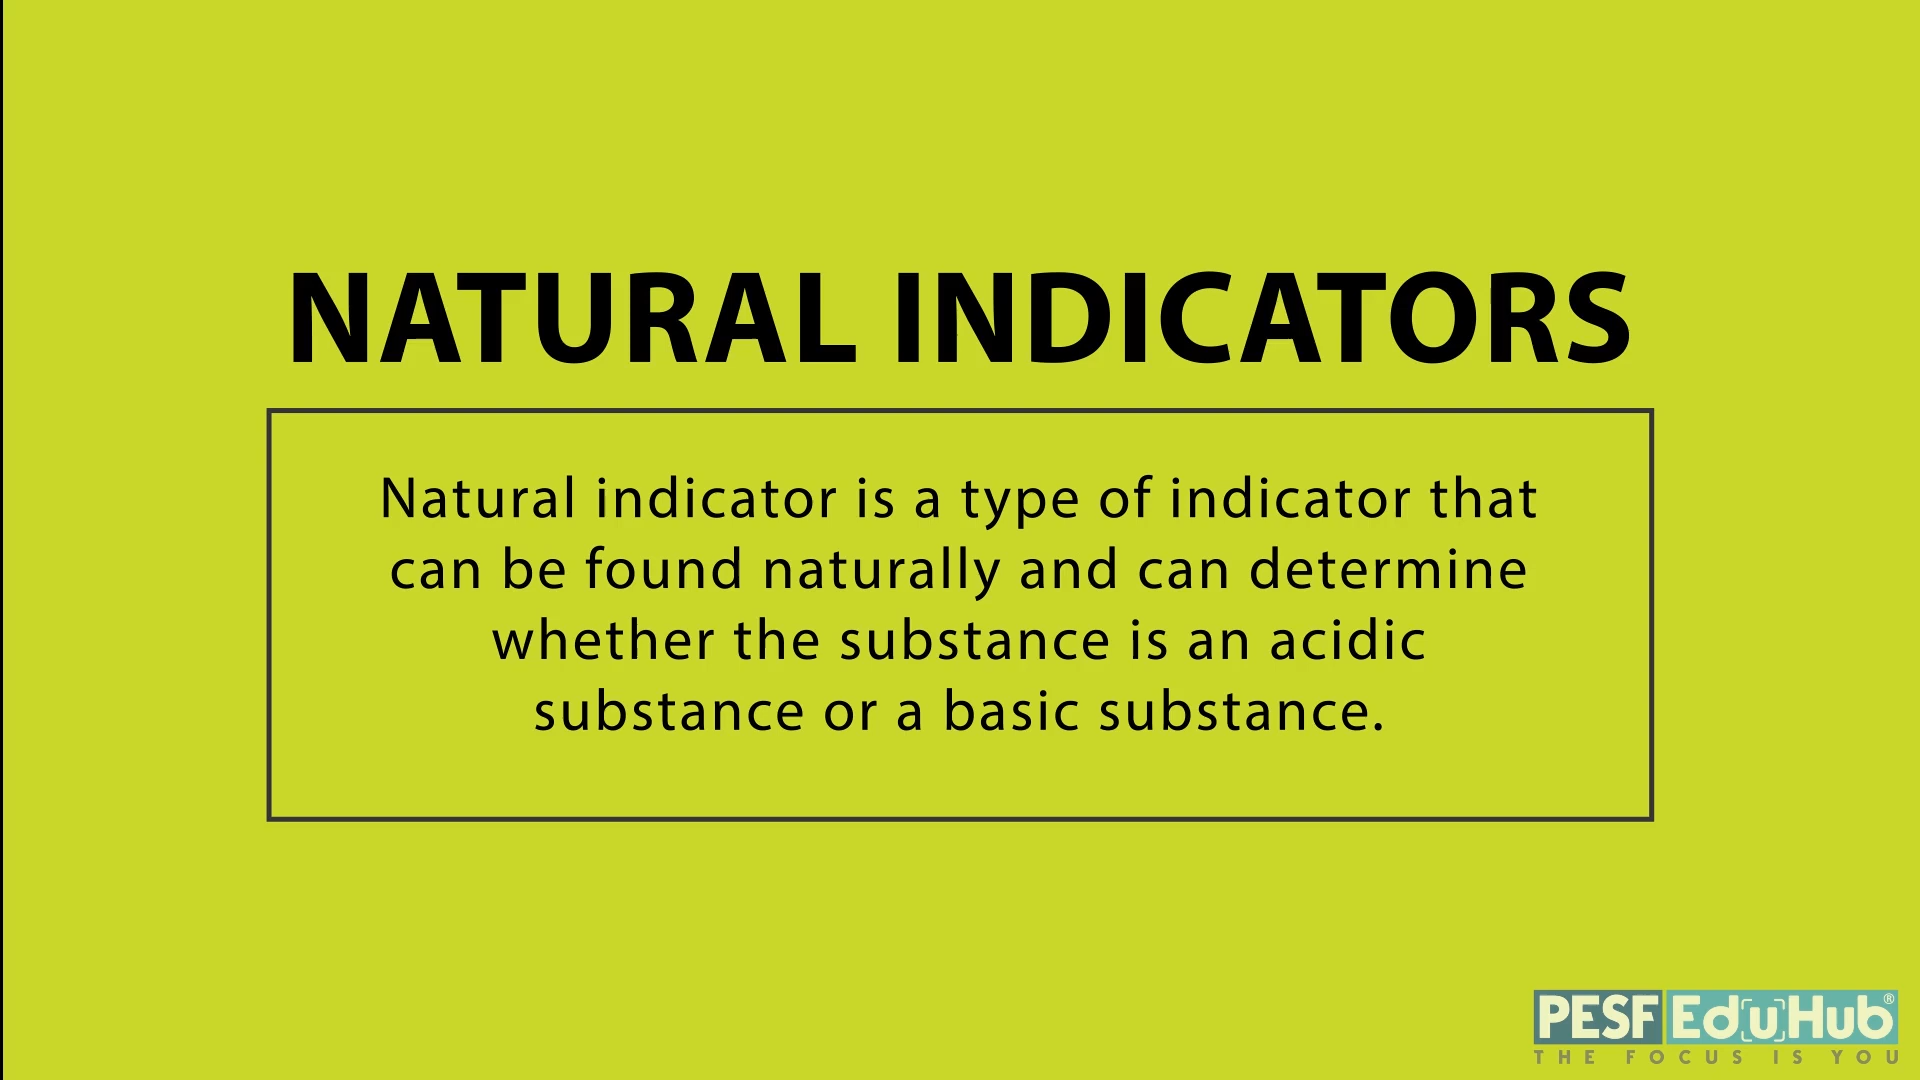 NATURAL INDICATORS
Natural indicator is a type of indicator that
can be found naturally and can determine
whether the substance is an acidic
substance or a basic substance.
PESF EduHub®
THE FOCUS IS YOU